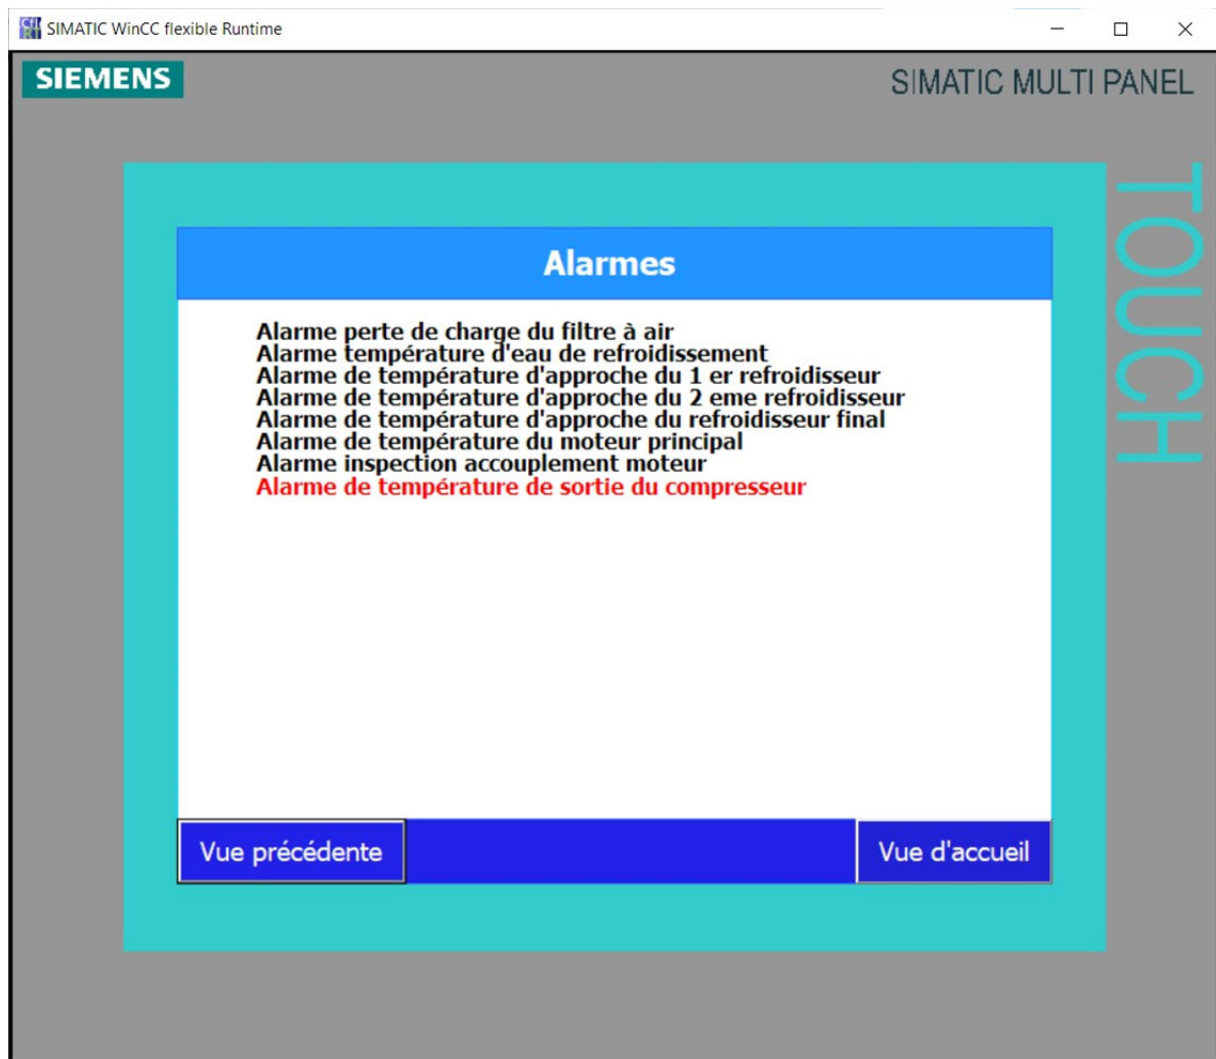 SIMATIC WinCC flexible Runtime
SIEMENS
SIMATIC MULTI PANEL
TOUCH
Alarmes
Alarme perte de charge du filtre à air
Alarme température d'eau de refroidissement
Alarme de température d'approche du 1 er refroidisseur
Alarme de température d'approche du 2 eme refroidisseur
Alarme de température d'approche du refroidisseur final
Alarme de température du moteur principal
Alarme inspection accouplement moteur
Alarme de température de sortie du compresseur
Vue précédente
Vue d'accueil